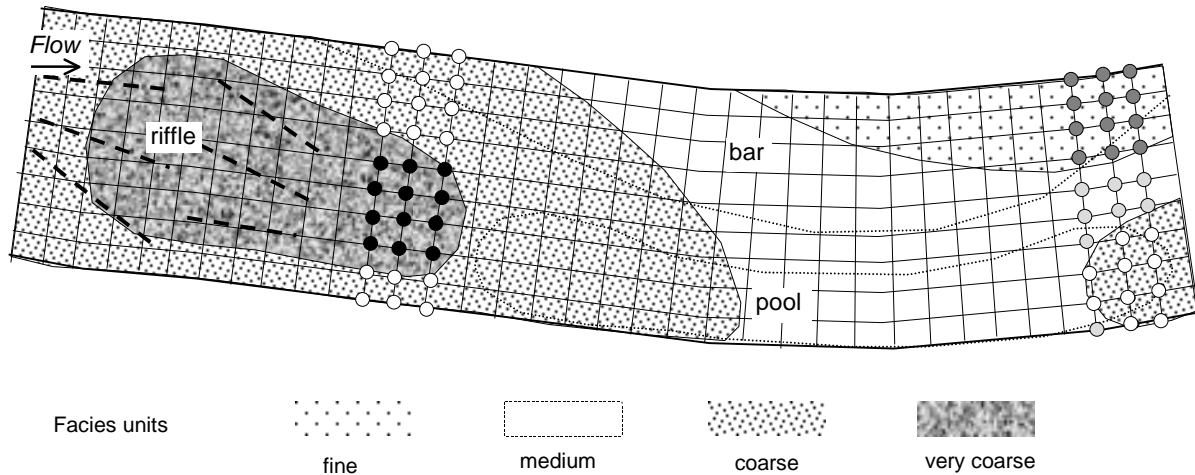 Flow
riffle
bar
pool
Facies units
fine
medium
coarse
very coarse